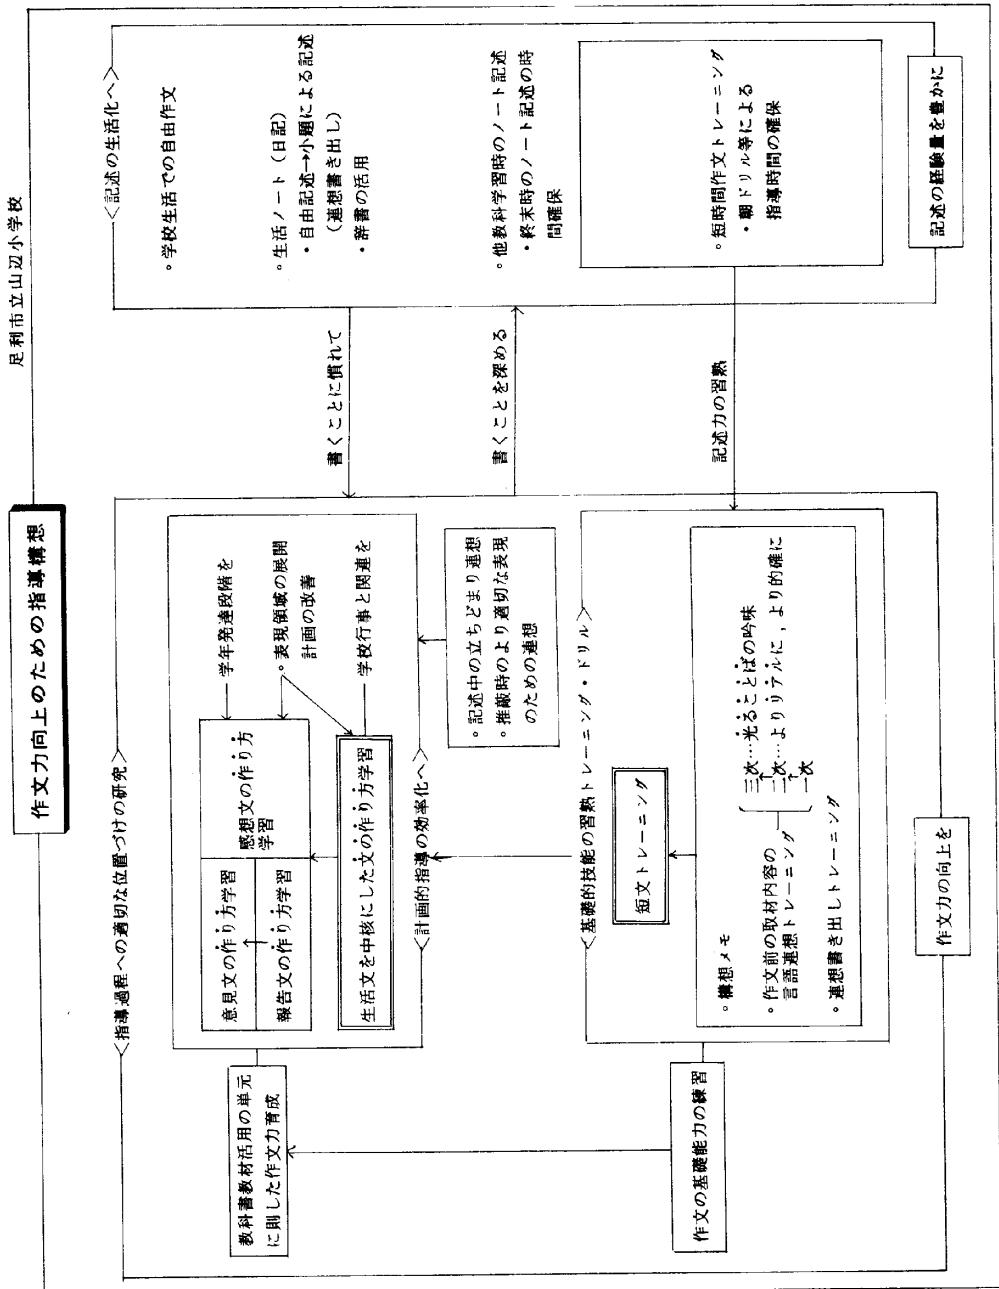 足利市立山辺小学校
作文力向上のための指導構想
＜指導過程への適切な位置づけの研究＞
教科書教材活用の単元
に則した作文力育成
意見文の作り方学習
報告文の作り方学習
感想文の作り方
学習
学年発達段階を
表現領域の展開
計画の改善
生活文を中核にした文の作り方学習
学校行事と関連を
＜計画的指導の効率化へ＞
◦記述中の立ちどまり連想
◦推敲時のより適切な表現
のための連想
作文の基礎能力の練習
＜基礎的技能の習熟トレーニング・ドリル＞
短文トレーニング
◦構想メモ
◦作文前の取材内容の
言語連想トレーニング
三次…光ることばの吟味
二次…よりリアルに，より的確に
一次
◦連想書き出しトレーニング
作文力の向上を
書くことに慣れて
書くことを深める
記述力の習熟
＜記述の生活化へ＞
◦学校生活での自由作文
◦生活ノート（日記）
・自由記述→小題による記述
（連想書き出し）
・辞書の活用
◦他教科学習時のノート記述
・終末時のノート記述の時
間確保
◦短時間作文トレーニング
・朝ドリル等による
指導時間の確保
記述の経験量を豊かに